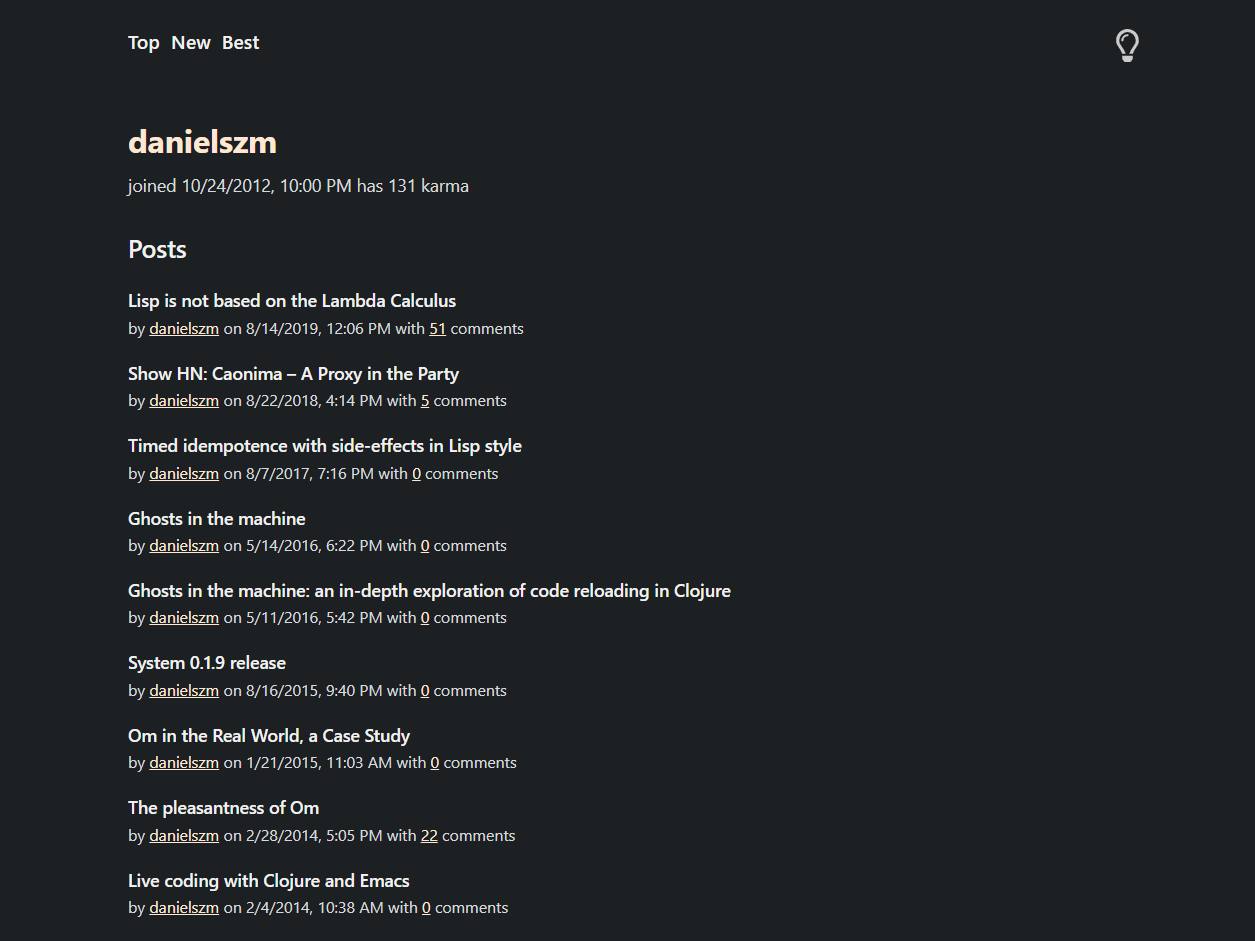 Top New Best
danielszm
joined 10/24/2012, 10:00 PM has 131 karma
Posts
Lisp is not based on the Lambda Calculus
by danielszm on 8/14/2019, 12:06 PM with 51 comments
Show HN: Caonima – A Proxy in the Party
by danielszm on 8/22/2018, 4:14 PM with 5 comments
Timed idempotence with side-effects in Lisp style
by danielszm on 8/7/2017, 7:16 PM with 0 comments
Ghosts in the machine
by danielszm on 5/14/2016, 6:22 PM with 0 comments
Ghosts in the machine: an in-depth exploration of code reloading in Clojure
by danielszm on 5/11/2016, 5:42 PM with 0 comments
System 0.1.9 release
by danielszm on 8/16/2015, 9:40 PM with 0 comments
Om in the Real World, a Case Study
by danielszm on 1/21/2015, 11:03 AM with 0 comments
The pleasantness of Om
by danielszm on 2/28/2014, 5:05 PM with 22 comments
Live coding with Clojure and Emacs
by danielszm on 2/4/2014, 10:38 AM with 0 comments